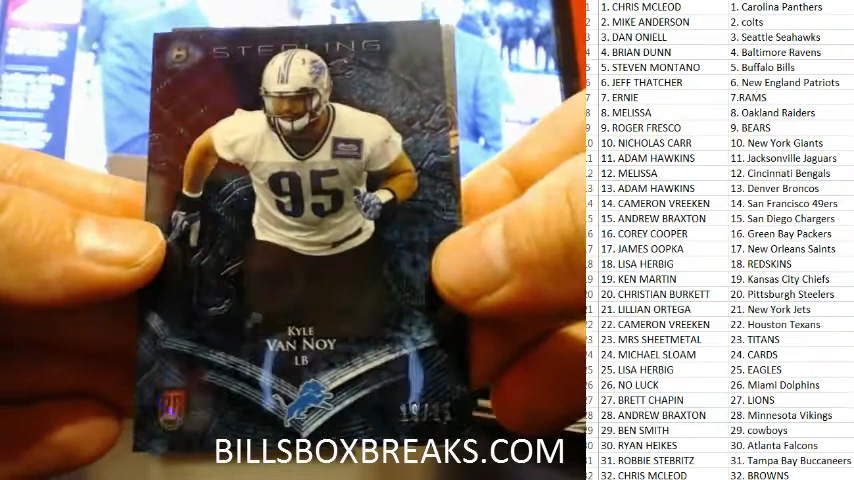 STERLING
95
KYLE
VAN NOY
LB
BILLSBOXBREAKS.COM
1. CHRIS MCLEOD 1. Carolina Panthers
2. MIKE ANDERSON 2. colts
3. DAN ONIELL 3. Seattle Seahawks
4. BRIAN DUNN 4. Baltimore Ravens
5. STEVEN MONTANO 5. Buffalo Bills
6. JEFF THATCHER 6. New England Patriots
7. ERNIE 7.RAMS
8. MELISSA 8. Oakland Raiders
9. ROGER FRESCO 9. BEARS
10. NICHOLAS CARR 10. New York Giants
11. ADAM HAWKINS 11. Jacksonville Jaguars
12. MELISSA 12. Cincinnati Bengals
13. ADAM HAWKINS 13. Denver Broncos
14. CAMERON VREEKEN 14. San Francisco 49ers
15. ANDREW BRAXTON 15. San Diego Chargers
16. COREY COOPER 16. Green Bay Packers
17. JAMES OOPKA 17. New Orleans Saints
18. LISA HERBIG 18. REDSKINS
19. KEN MARTIN 19. Kansas City Chiefs
20. CHRISTIAN BURKETT 20. Pittsburgh Steelers
21. LILLIAN ORTEGA 21. New York Jets
22. CAMERON VREEKEN 22. Houston Texans
23. MRS SHEETMETAL 23. TITANS
24. MICHAEL SLOAM 24. CARDS
25. LISA HERBIG 25. EAGLES
26. NO LUCK 26. Miami Dolphins
27. BRETT CHAPIN 27. LIONS
28. ANDREW BRAXTON 28. Minnesota Vikings
29. BEN SMITH 29. cowboys
30. RYAN HEIKES 30. Atlanta Falcons
31. ROBBIE STEBRITZ 31. Tampa Bay Buccaneers
32. CHRIS MCLEOD 32. BROWNS